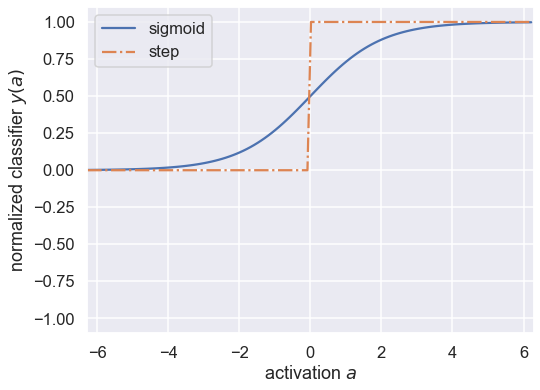 sigmoid
step
normalized classifier y(a)
1.00
0.75
0.50
0.25
0.00
−0.25
−0.50
−0.75
−1.00
−6 −4 −2 0 2 4 6
activation a